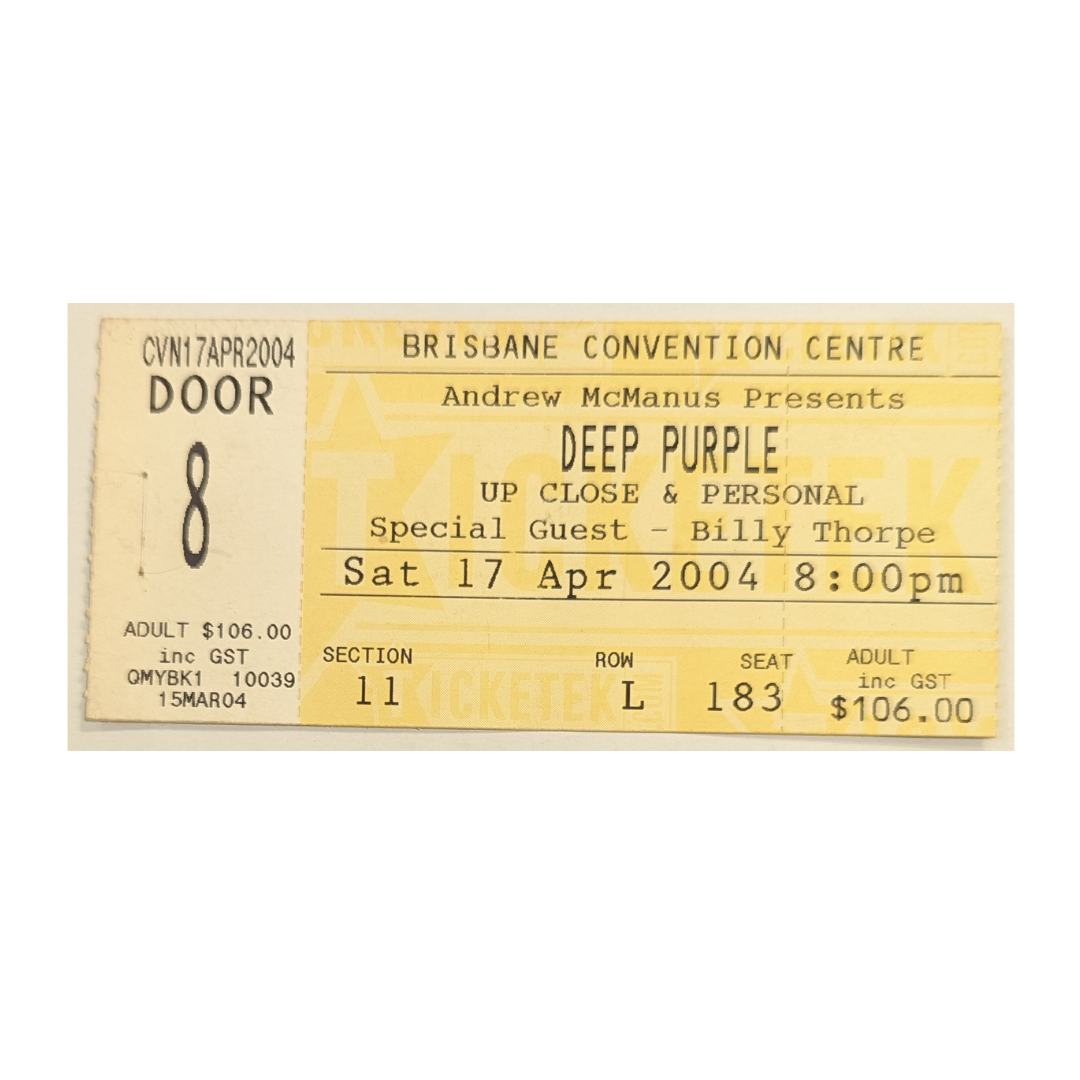 CVN17APR2004
DOOR
8
ADULT $106.00
inc GST
QMYBK1 10039
15MAR04
BRISBANE CONVENTION CENTRE
Andrew McManus Presents
DEEP PURPLE
UP CLOSE & PERSONAL
Special Guest - Billy Thorpe
Sat 17 Apr 2004 8:00pm
SECTION ROW SEAT ADULT
inc GST
11 L 183 $106.00
TICKETEK
TICKETEK